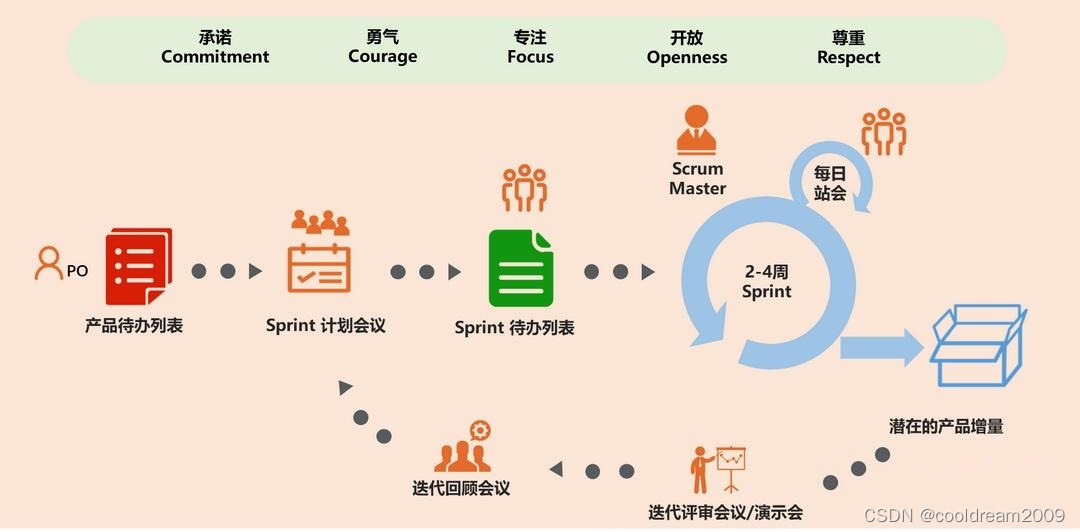 承诺
Commitment
勇气
Courage
专注
Focus
开放
Openness
尊重
Respect
Scrum
Master
每日
站会
PO
2-4周
Sprint
产品待办列表
Sprint 计划会议
Sprint 待办列表
潜在的产品增量
迭代回顾会议
迭代评审会议/演示会
CSDN @cooldream2009